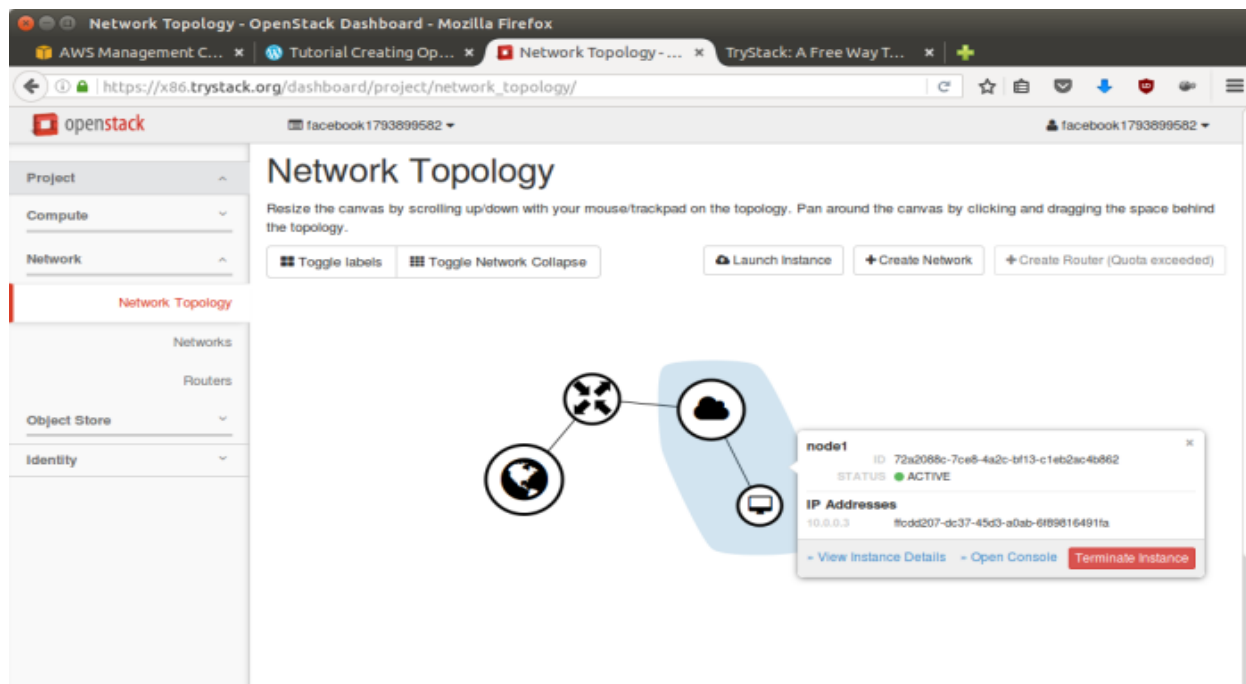 Network Topology - OpenStack Dashboard - Mozilla Firefox
AWS Management C... × Tutorial Creating Op... × Network Topology - ... × TryStack: A Free Way T... ×
https://x86.trystack.org/dashboard/project/network_topology/
openstack facebook1793899582 facebook1793899582
Project
Compute
Network
Network Topology
Networks
Routers
Object Store
Identity
Network Topology
Resize the canvas by scrolling up/down with your mouse/trackpad on the topology. Pan around the canvas by clicking and dragging the space behind
the topology.
Toggle labels Toggle Network Collapse Launch Instance +Create Network +Create Router (Quota exceeded)
node1 ×
ID 72a2088c-7ce8-4a2c-bf13-c1eb2ac4b862
STATUS ACTIVE
IP Addresses
10.0.0.3 ffcdd207-dc37-45d3-a0ab-6f89816491fa
» View Instance Details » Open Console Terminate Instance